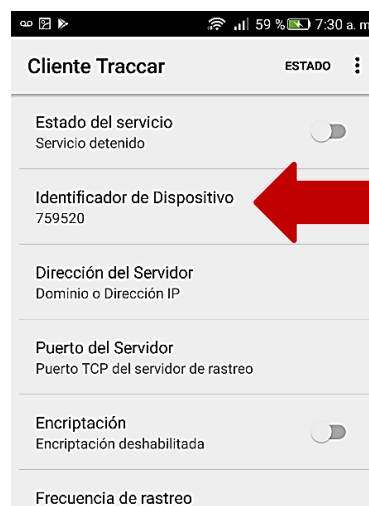 59 % 7:30 a. m
Cliente Traccar ESTADO
Estado del servicio
Servicio detenido
Identificador de Dispositivo
759520
Dirección del Servidor
Dominio o Dirección IP
Puerto del Servidor
Puerto TCP del servidor de rastreo
Encriptación
Encriptación deshabilitada
Frecuencia de rastreo